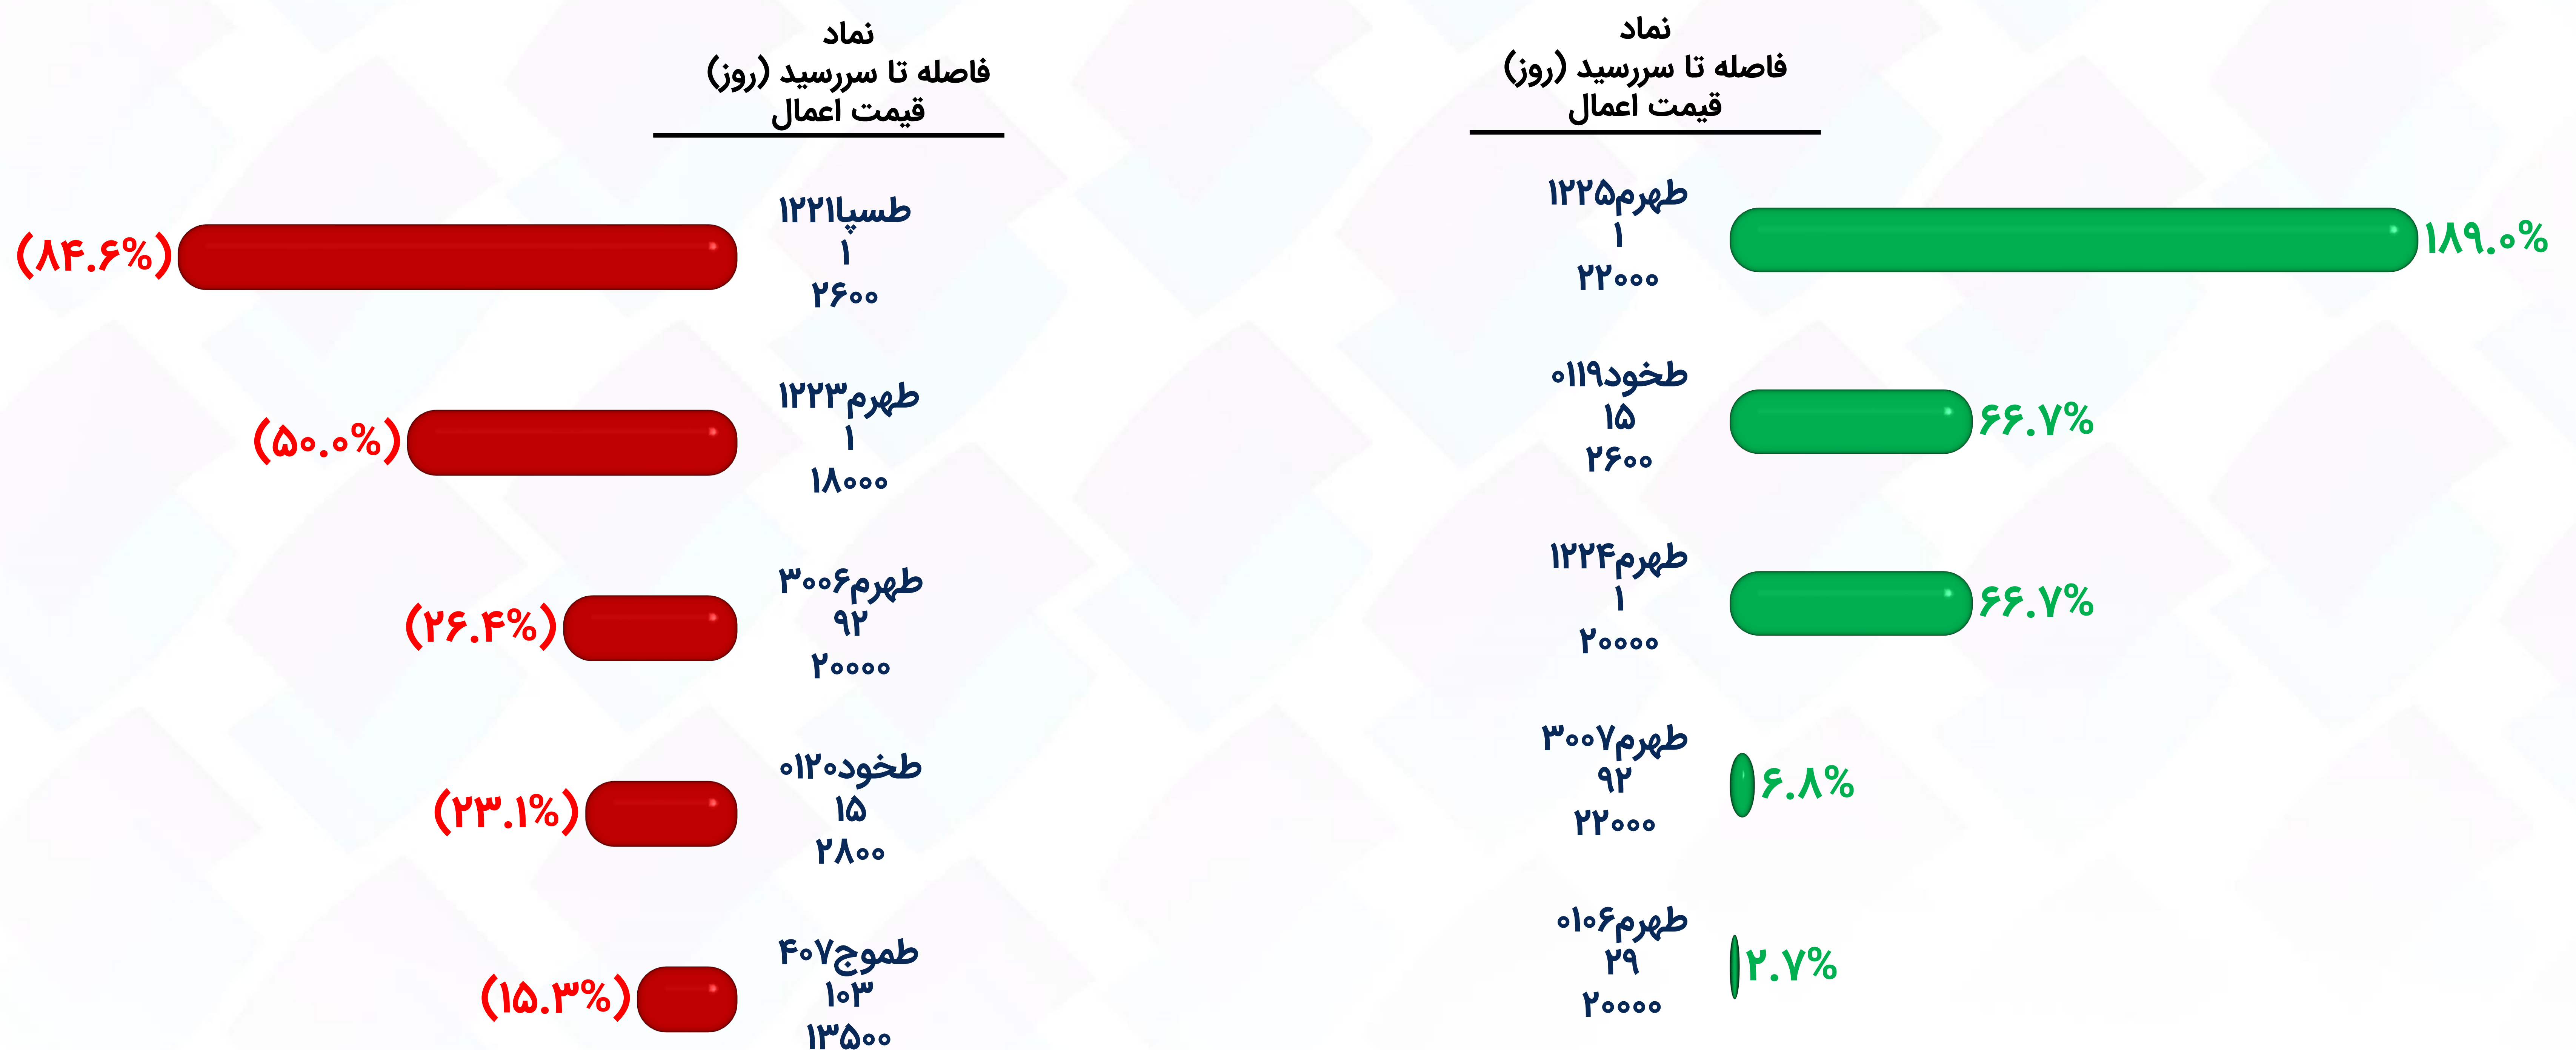 نماد
فاصله تا سررسید (روز)
قیمت اعمال
طهرم۱۲۲۵
۱
۲۲۰۰۰
۱۸۹.۰%
طخود۰۱۱۹
۱۵
۲۶۰۰
۶۶.۷%
طهرم۱۲۲۴
۱
۲۰۰۰۰
۶۶.۷%
طهرم۳۰۰۷
۹۲
۲۲۰۰۰
۶.۸%
طهرم۰۱۰۶
۲۹
۲۰۰۰۰
۲.۷%
نماد
فاصله تا سررسید (روز)
قیمت اعمال
طسپا۱۲۲۱
۱
۲۶۰۰
(۸۴.۶%)
طهرم۱۲۲۳
۱
۱۸۰۰۰
(۵۰.۰%)
طهرم۳۰۰۶
۹۲
۲۰۰۰۰
(۲۶.۴%)
طخود۰۱۲۰
۱۵
۲۸۰۰
(۲۳.۱%)
طموج۴۰۷
۱۰۳
۱۳۵۰۰
(۱۵.۳%)